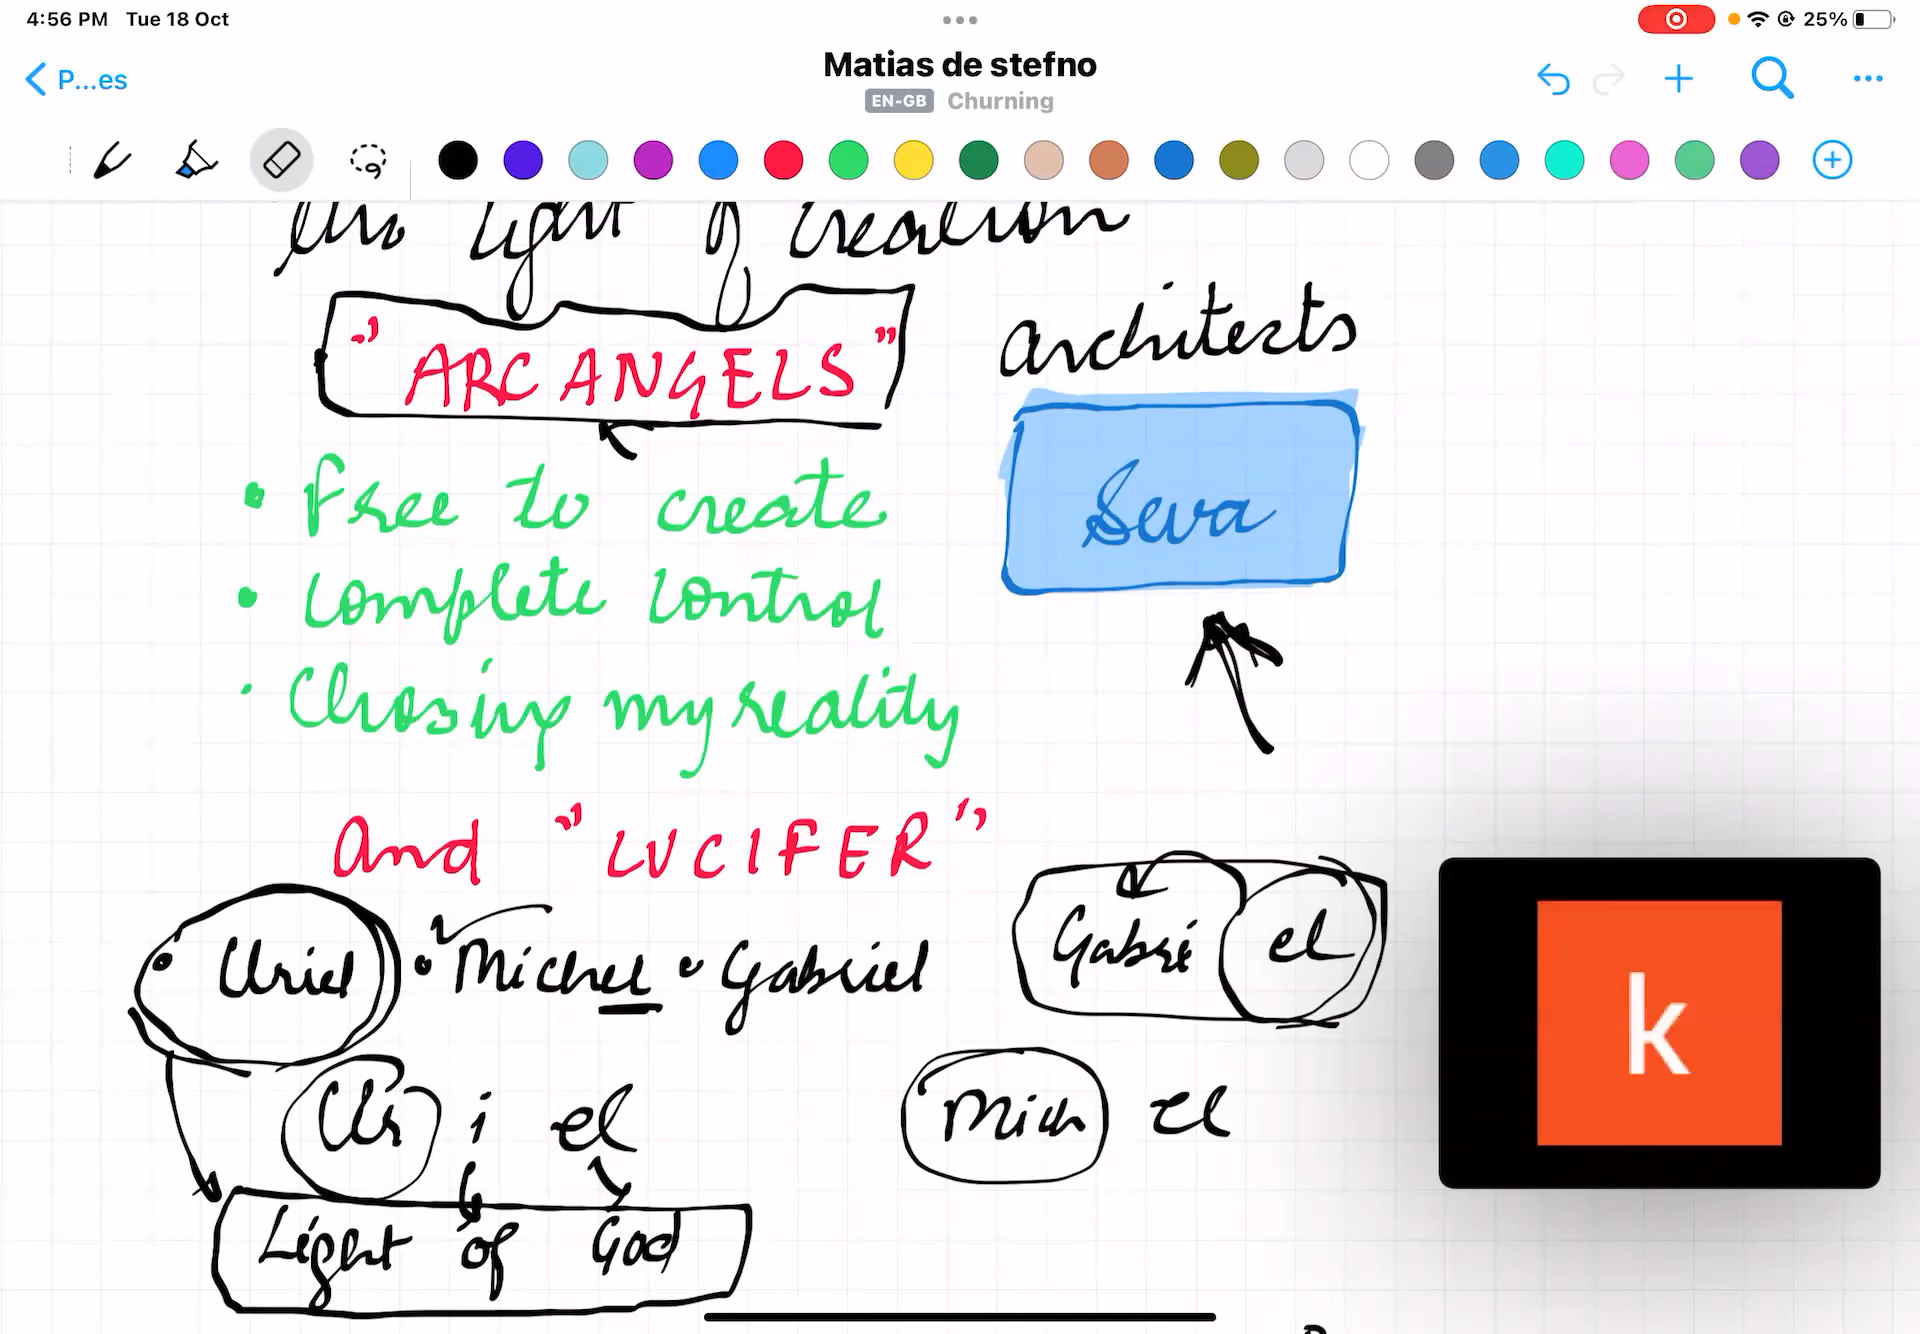 4:56 PM Tue 18 Oct
25%
P...es
Matias de stefno
EN-GB Churning
the light of creation
" ARC ANGELS "
architects
Seva
• Free to create
• Complete control
• Chosing my reality
and "LUCIFER"
• Uriel • Michel • Gabriel
Gabri el
Ur i el
Mich el
Light of God
k